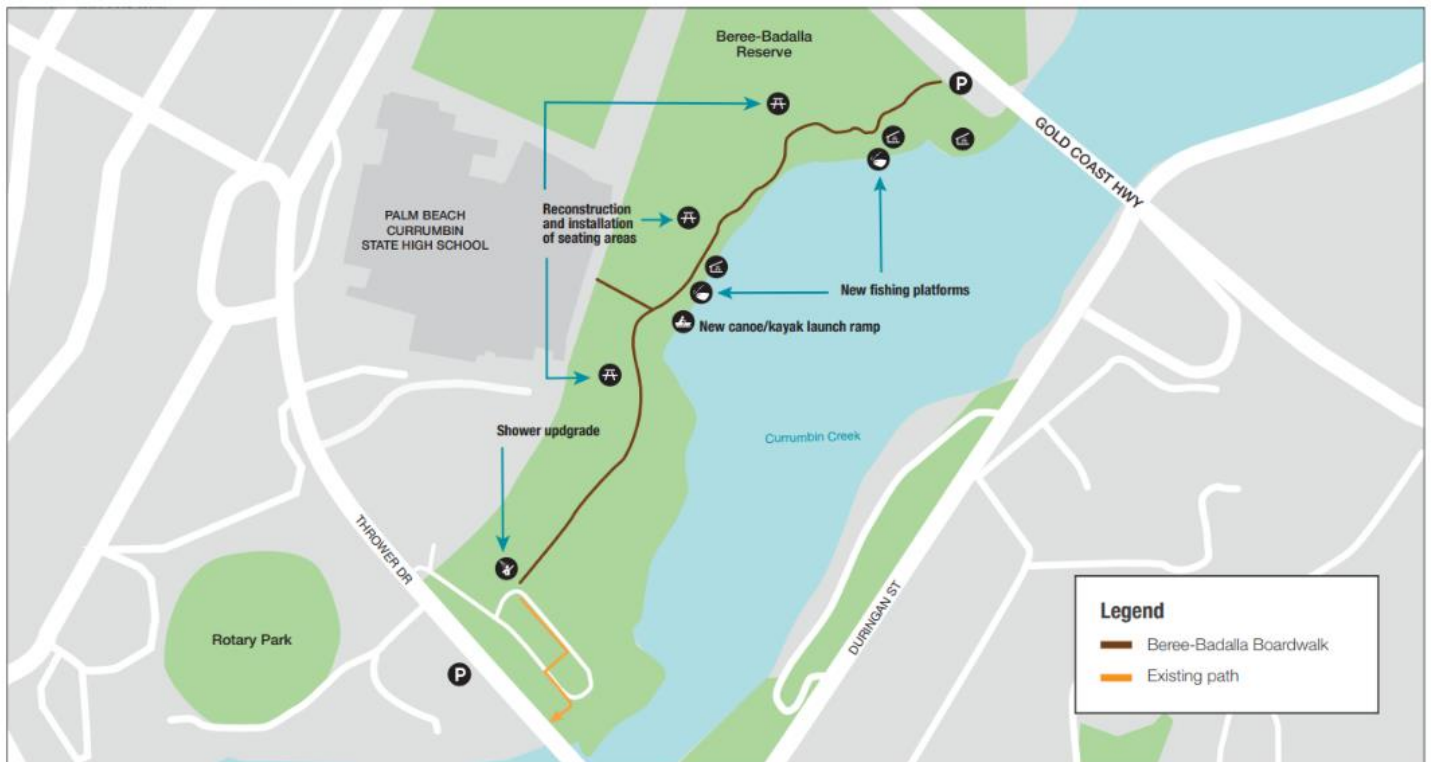 Beree-Badalla
Reserve
P
GOLD COAST HWY
PALM BEACH
CURRUMBIN
STATE HIGH SCHOOL
Reconstruction
and installation
of seating areas
New fishing platforms
New canoe/kayak launch ramp
Shower updgrade
Currumbin Creek
THROWER DR
DURINGAN ST
Rotary Park
P
Legend
Beree-Badalla Boardwalk
Existing path